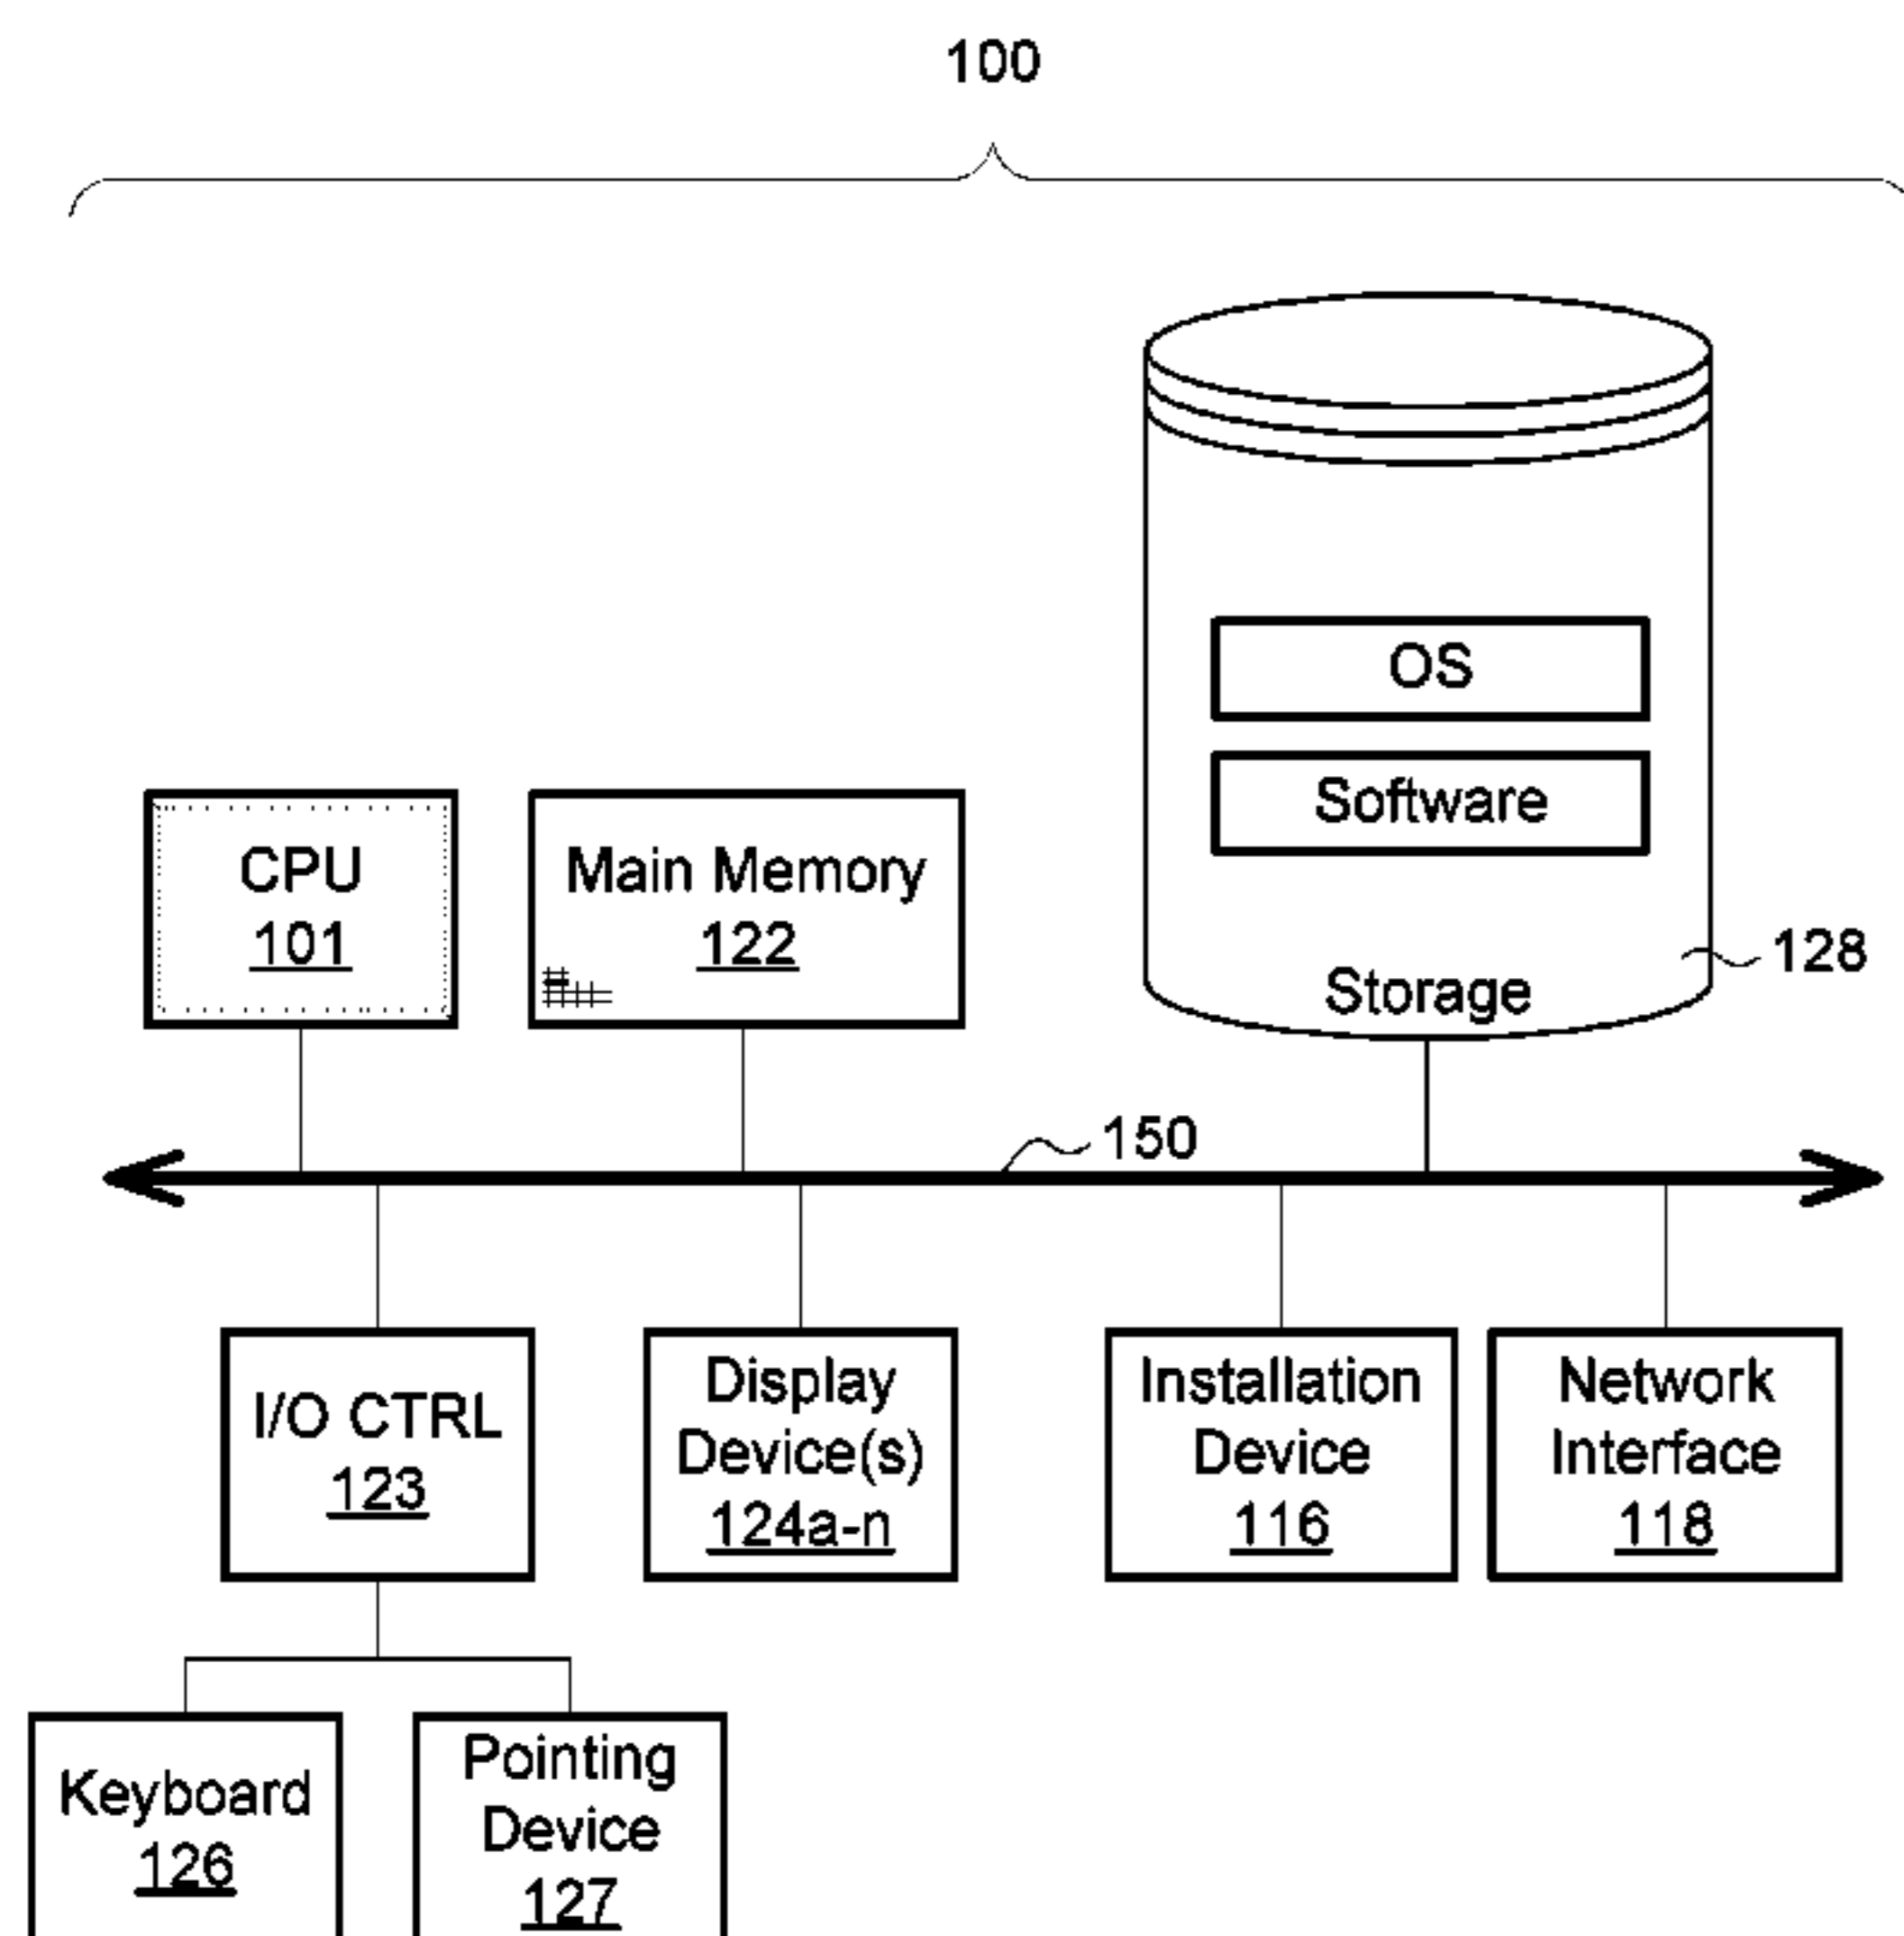 100
OS
Software
Storage
128
CPU
101
Main Memory
122
150
I/O CTRL
123
Display
Device(s)
124a-n
Installation
Device
116
Network
Interface
118
Keyboard
126
Pointing
Device
127